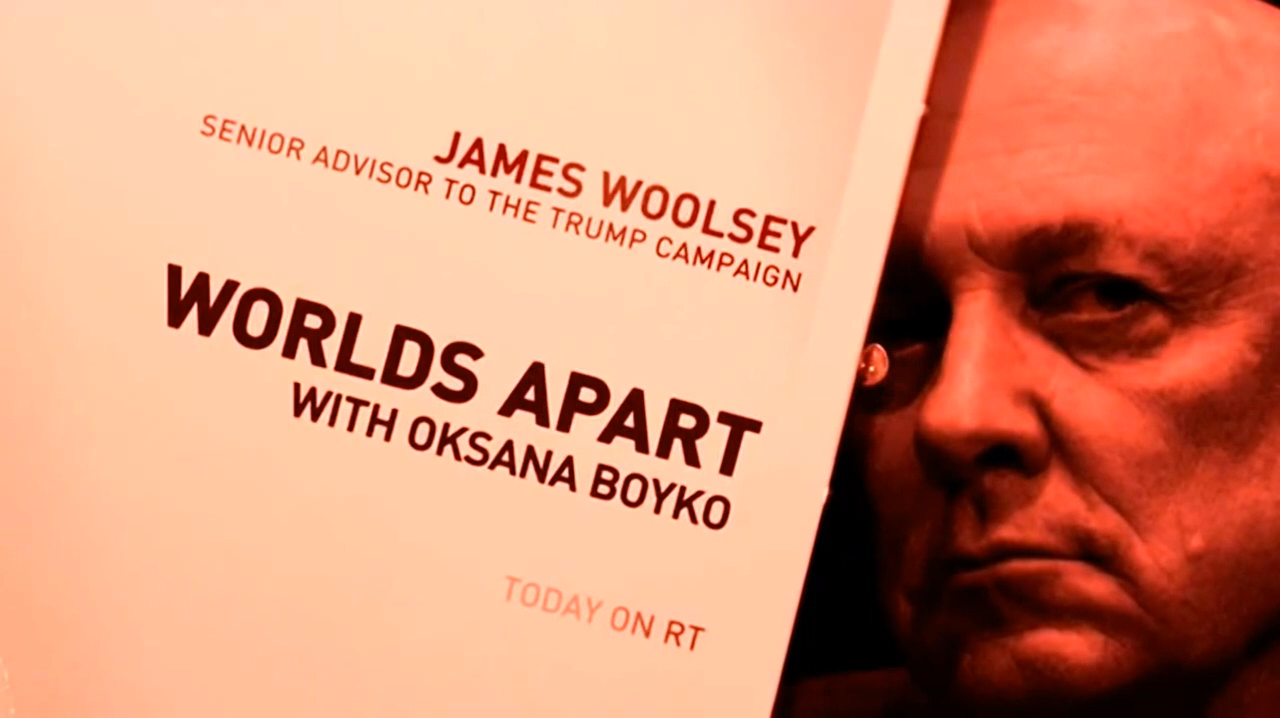 JAMES WOOLSEY
SENIOR ADVISOR TO THE TRUMP CAMPAIGN
WORLDS APART
WITH OKSANA BOYKO
TODAY ON RT